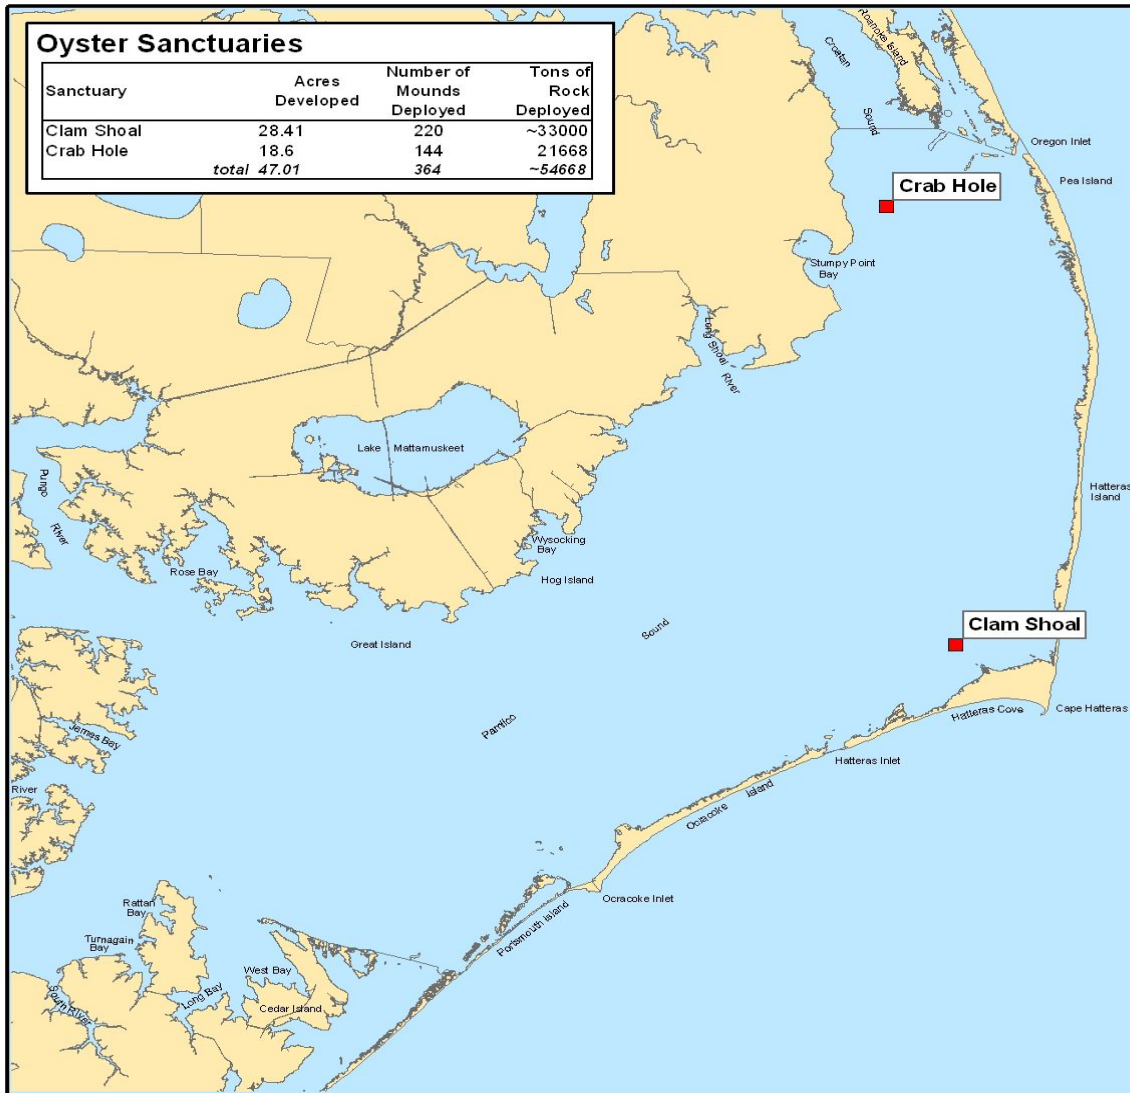 Oyster Sanctuaries
Sanctuary Acres Developed Number of Mounds Deployed Tons of Rock Deployed
Clam Shoal 28.41 220 ~33000
Crab Hole 18.6 144 21668
total 47.01 364 ~54668
Roanoke Island
Croatan
Sound
Oregon Inlet
Pea Island
Crab Hole
Stumpy Point
Bay
Long Shoal
River
Lake Mattamuskeet
Pungo
River
Hatteras
Island
Wysocking
Bay
Hog Island
Rose Bay
Great Island
Sound
Clam Shoal
Pamlico
Hatteras Cove
Cape Hatteras
James Bay
Hatteras Inlet
River
Ocracoke Island
Ocracoke Inlet
Rattan
Bay
Portsmouth Island
Turnagain
Bay
West Bay
Long Bay
South River
Cedar Island